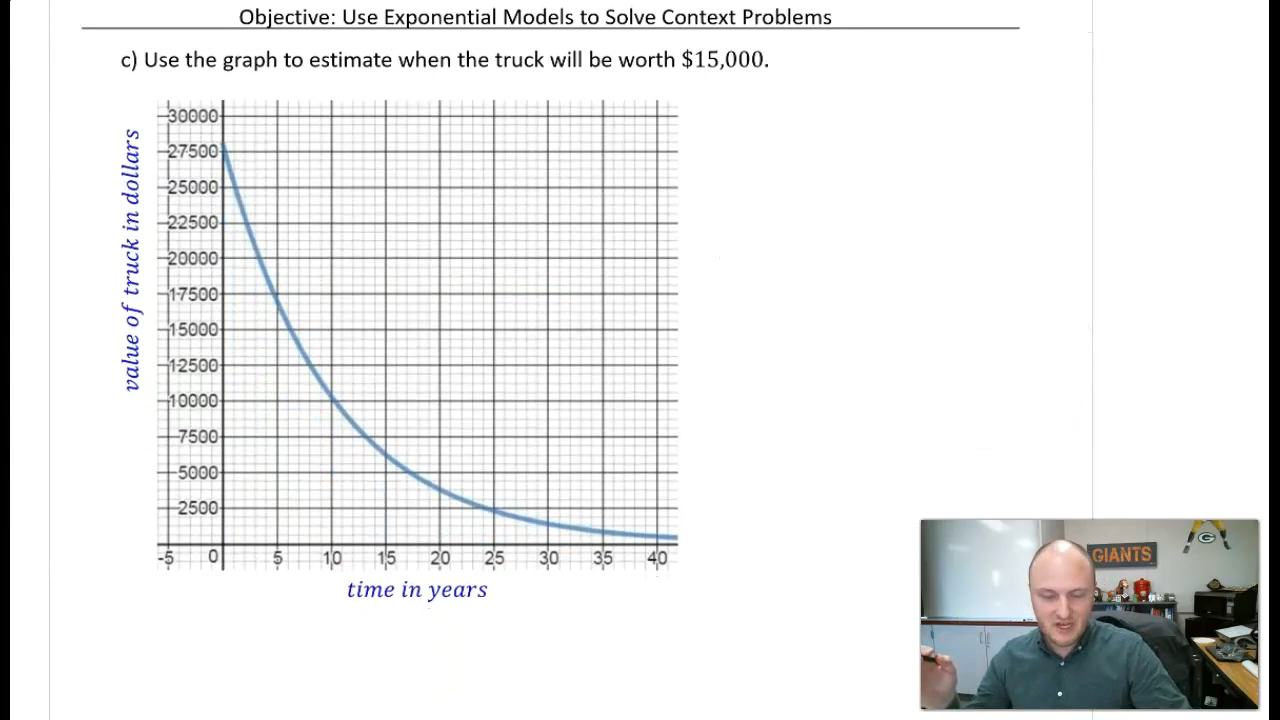 Objective: Use Exponential Models to Solve Context Problems
c) Use the graph to estimate when the truck will be worth $15,000.
value of truck in dollars
30000
27500
25000
22500
20000
17500
15000
12500
10000
7500
5000
2500
-5 0 5 10 15 20 25 30 35 40
time in years
GIANTS
G